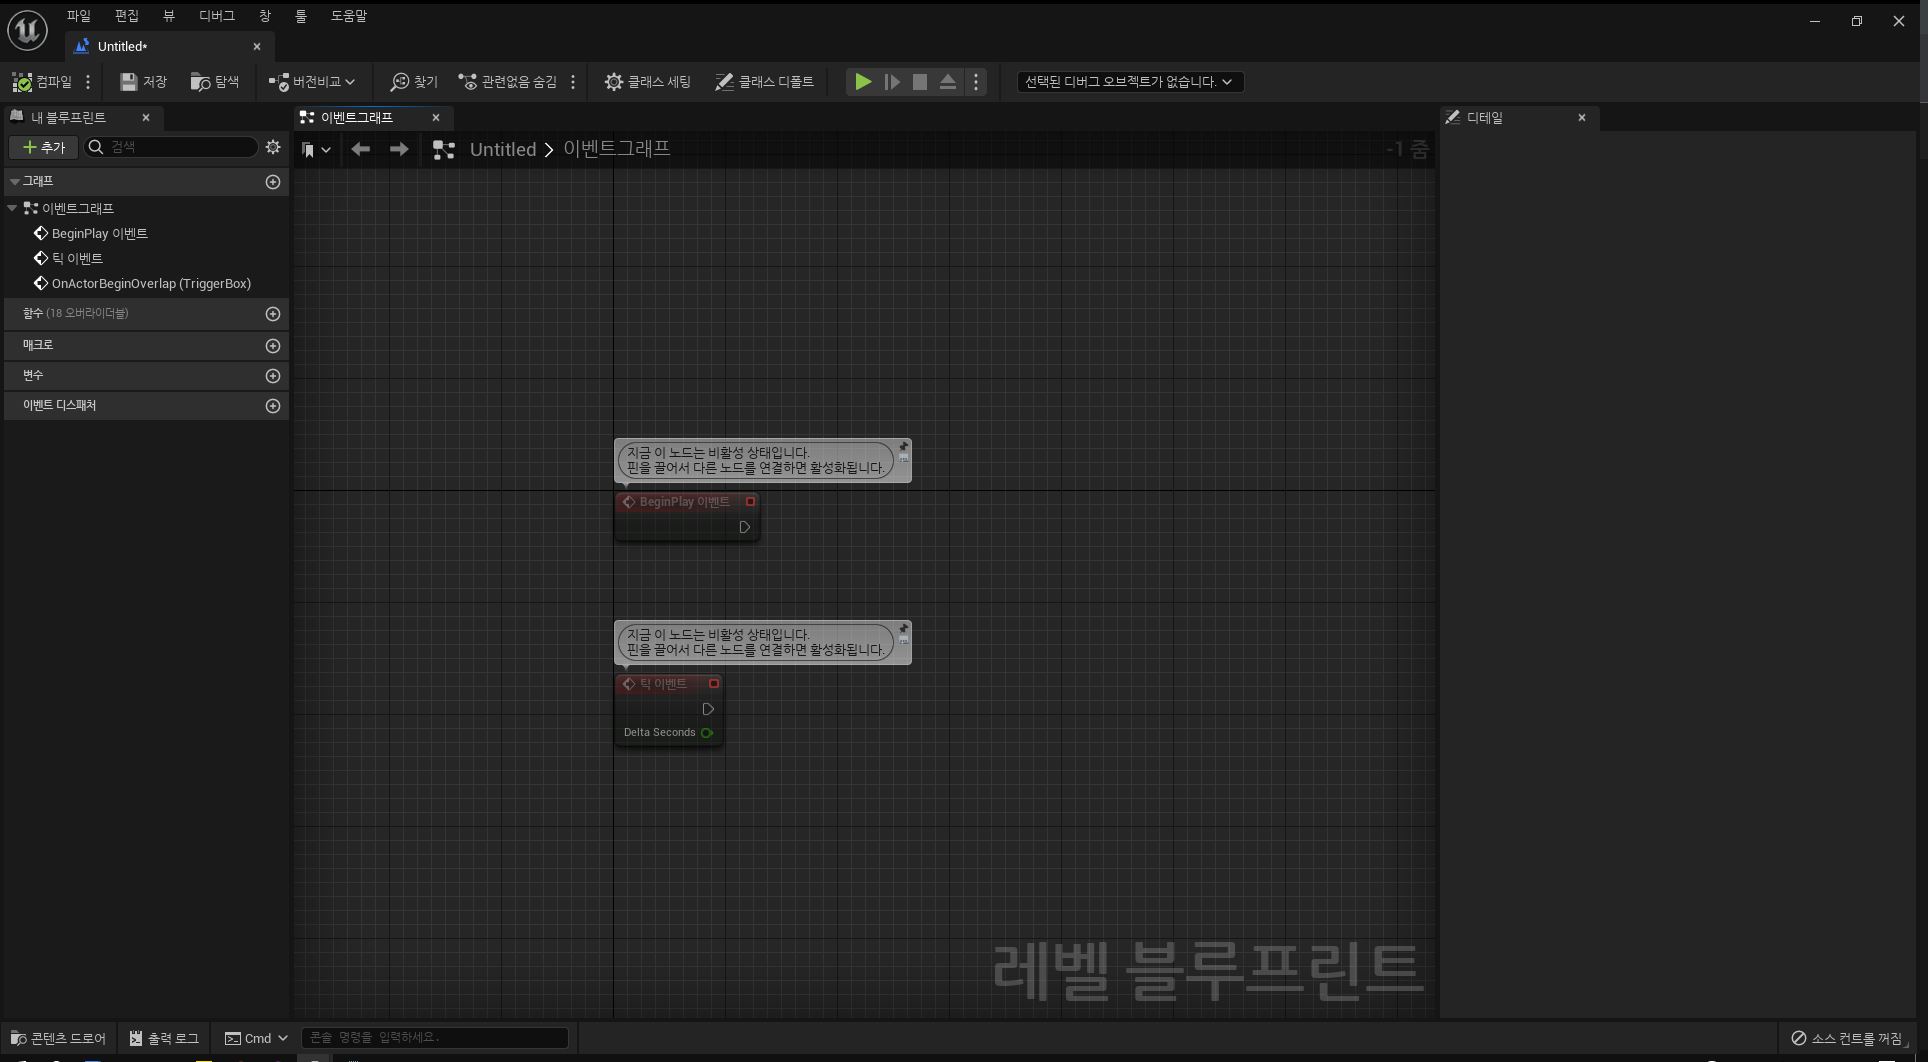 파일 편집 뷰 디버그 창 툴 도움말
Untitled*
컴파일 저장 탐색 버전비교 찾기 관련없음 숨김 클래스 세팅 클래스 디폴트 선택된 디버그 오브젝트가 없습니다.
내 블루프린트
이벤트그래프
디테일
추가 검색
Untitled > 이벤트그래프
-1 줌
그래프
이벤트그래프
BeginPlay 이벤트
틱 이벤트
OnActorBeginOverlap (TriggerBox)
함수 (18 오버라이더블)
매크로
변수
이벤트 디스패처
지금 이 노드는 비활성 상태입니다.
핀을 끌어서 다른 노드를 연결하면 활성화됩니다.
BeginPlay 이벤트
지금 이 노드는 비활성 상태입니다.
핀을 끌어서 다른 노드를 연결하면 활성화됩니다.
틱 이벤트
Delta Seconds
레벨 블루프린트
콘텐츠 드로어 출력 로그 Cmd 콘솔 명령을 입력하세요. 소스 컨트롤 꺼짐